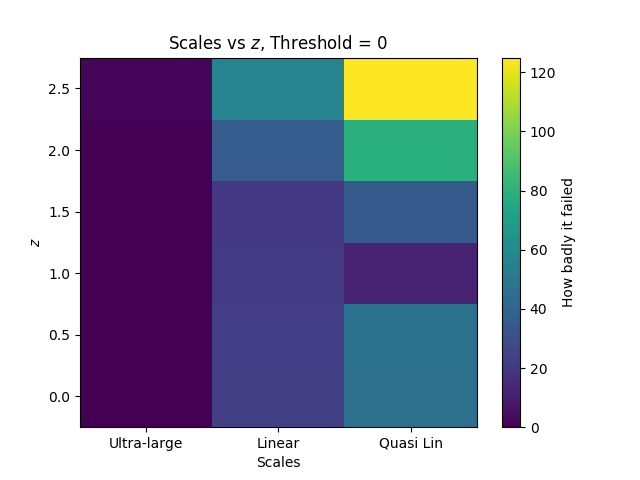 Scales vs z, Threshold = 0
2.5
2.0
1.5
1.0
0.5
0.0
z
Ultra-large
Linear
Quasi Lin
Scales
120
100
80
60
40
20
0
How badly it failed